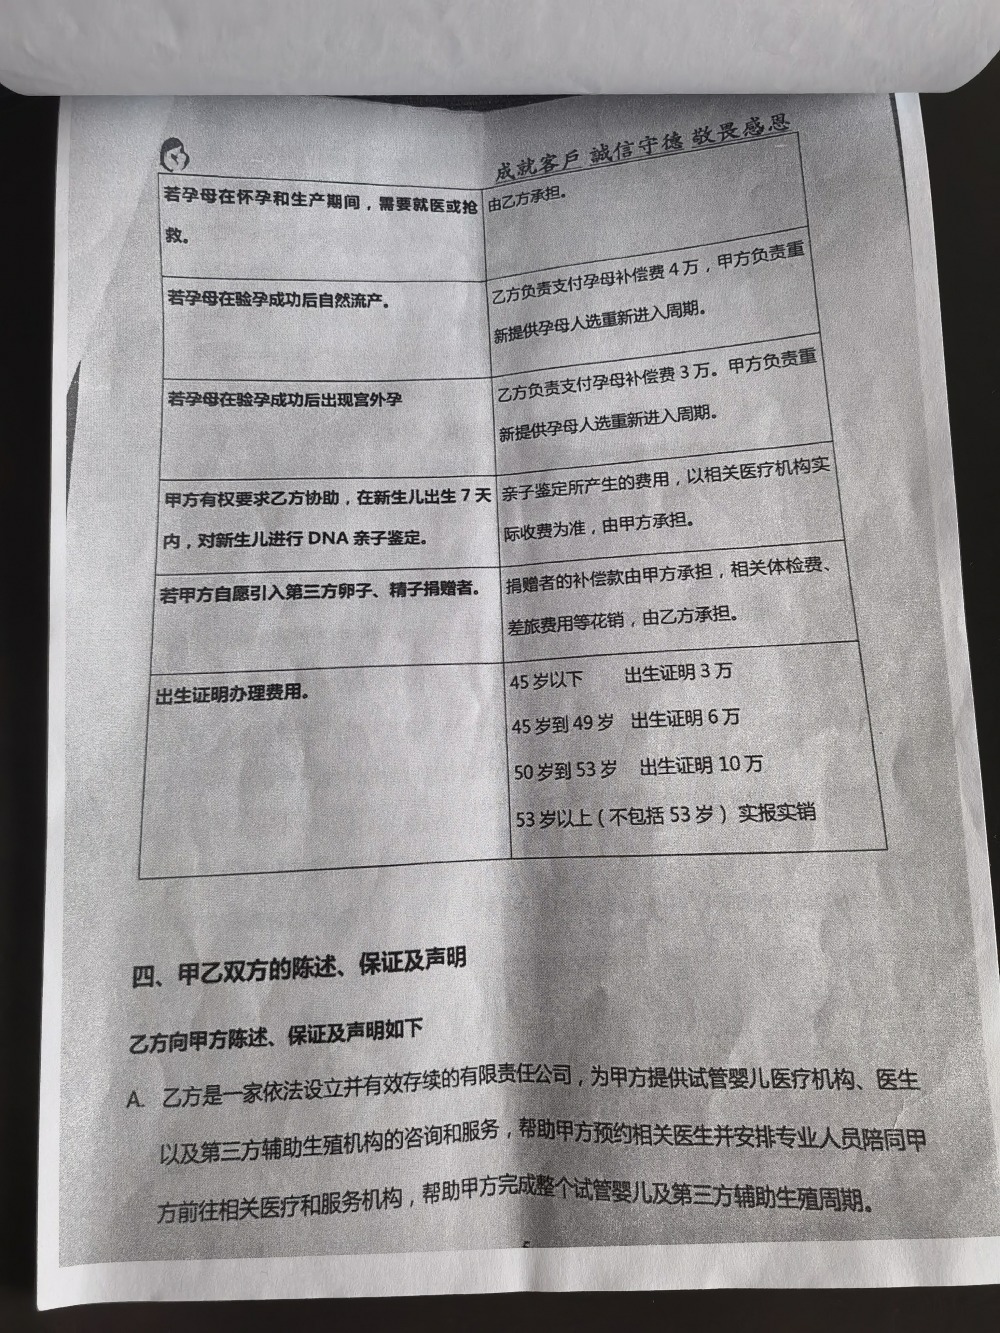 成就客戶 誠信守德 敬畏感恩
若孕母在怀孕和生产期间，需要就医或抢
救。
由乙方承担。
若孕母在验孕成功后自然流产。
乙方负责支付孕母补偿费 4 万，甲方负责重
新提供孕母人选重新进入周期。
若孕母在验孕成功后出现宫外孕
乙方负责支付孕母补偿费 3 万。甲方负责重
新提供孕母人选重新进入周期。
甲方有权要求乙方协助，在新生儿出生 7 天
内，对新生儿进行 DNA 亲子鉴定。
亲子鉴定所产生的费用，以相关医疗机构实
际收费为准，由甲方承担。
若甲方自愿引入第三方卵子、精子捐赠者。
捐赠者的补偿款由甲方承担，相关体检费、
差旅费用等花销，由乙方承担。
出生证明办理费用。
45 岁以下 出生证明 3 万
45 岁到 49 岁 出生证明 6 万
50 岁到 53 岁 出生证明 10 万
53 岁以上（不包括 53 岁） 实报实销
四、甲乙双方的陈述、保证及声明
乙方向甲方陈述、保证及声明如下
A. 乙方是一家依法设立并有效存续的有限责任公司，为甲方提供试管婴儿医疗机构、医生
以及第三方辅助生殖机构的咨询和服务，帮助甲方预约相关医生并安排专业人员陪同甲
方前往相关医疗和服务机构，帮助甲方完成整个试管婴儿及第三方辅助生殖周期。